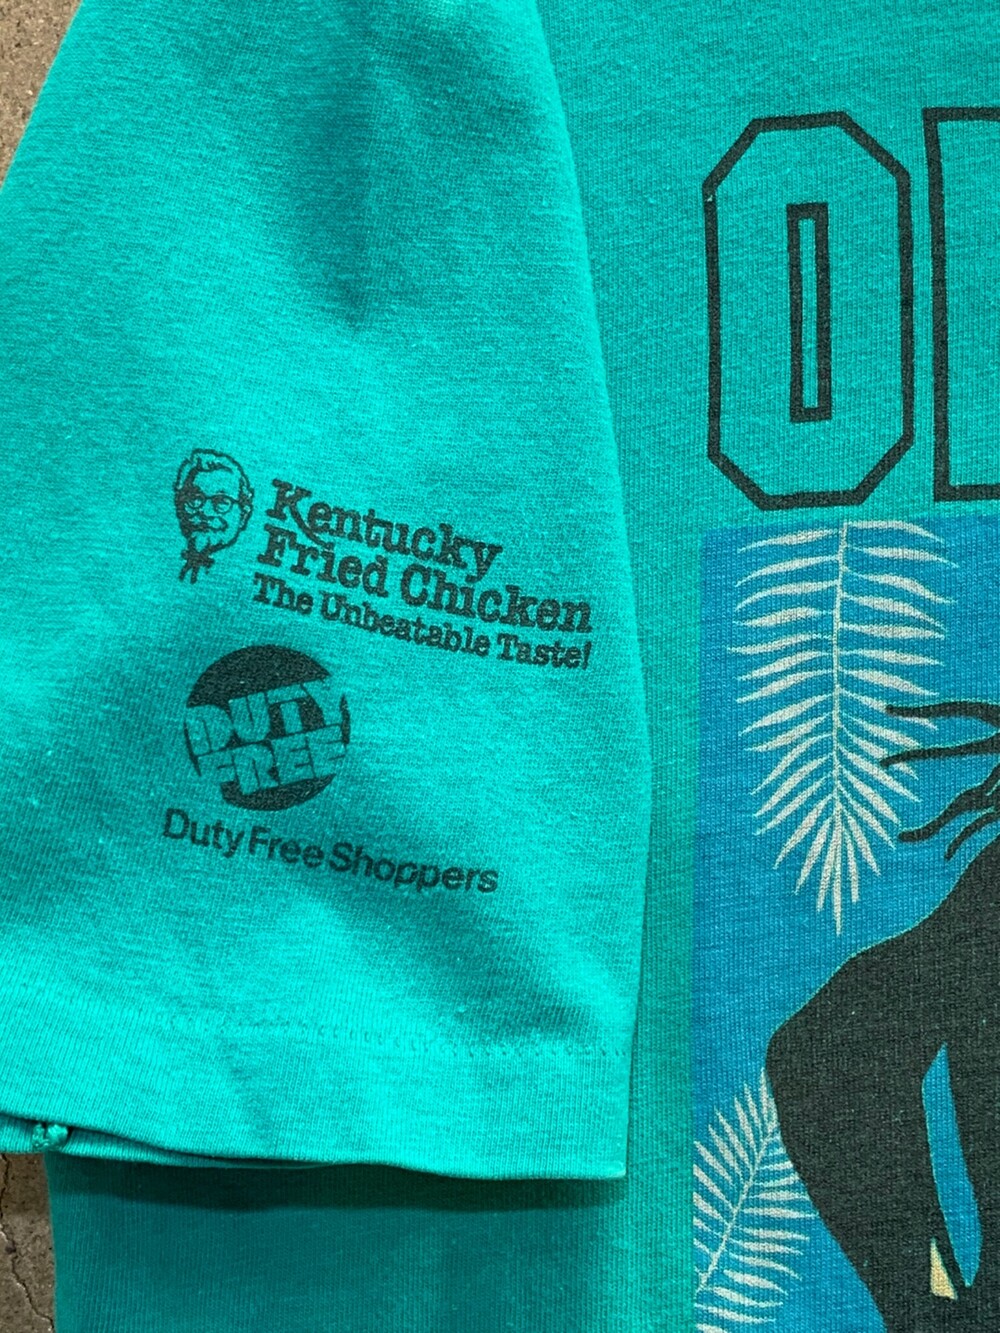 O
Kentucky
Fried Chicken
The Unbeatable Taste!
DUTY
FREE
Duty Free Shoppers